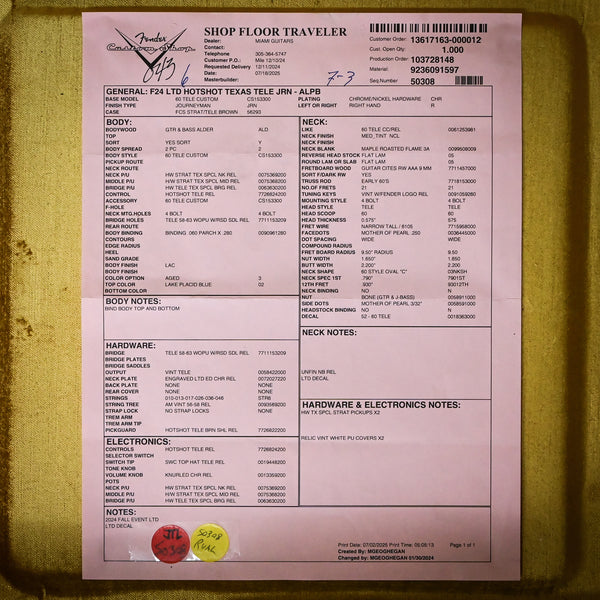 Fender
Custom Shop
SHOP FLOOR TRAVELER
Dealer: MIAMI GUITARS
Contact:
Telephone 305-384-5747
Customer P.O.: Mile 12/10/24
Requested Delivery 12/11/2024
Date: 07/18/2025
Masterbuilder:
Customer Order: 13617163-000012
Cust. Open Qty: 1.000
Production Order: 103728148
Material: 9236091597
Seq Number 50308
6
7-3
GENERAL: F24 LTD HOTSHOT TEXAS TELE JRN - ALPB
BASE MODEL 60 TELE CUSTOM CS153300 PLATING CHROME/NICKEL HARDWARE CHR
FINISH TYPE JOURNEYMAN JRN LEFT OR RIGHT RIGHT HAND R
CASE FCS STRAT/TELE BROWN 56293
BODY:
BODYWOOD GTR & BASS ALDER ALD
TOP
SORT YES SORT Y
BODY SPREAD 2 PC 2
BODY STYLE 60 TELE CUSTOM CS153300
PICKUP ROUTE
NECK ROUTE
NECK P/U HW STRAT TEX SPCL NK REL 0075369200
MIDDLE P/U HW STRAT TEX SPCL MID REL 0075368200
BRIDGE P/U HW TELE TEX SPCL BRG REL 0063630200
CONTROL HOTSHOT TELE REL 7726824200
ACCESSORY 60 TELE CUSTOM CS153300
F-HOLE
NECK MTG.HOLES 4 BOLT 4 BOLT
BRIDGE HOLES TELE 58-63 WOPU W/RSD SDL REL 7711153209
REAR ROUTE
BODY BINDING BINDING .060 PARCH X .280 0090961280
CONTOURS
EDGE RADIUS
HEEL
SAND GRADE
BODY FINISH LAC
BODY FINISH
COLOR OPTION AGED 3
TOP COLOR LAKE PLACID BLUE 02
BOTTOM COLOR
BODY NOTES:
BIND BODY TOP AND BOTTOM
HARDWARE:
BRIDGE TELE 58-63 WOPU W/RSD SDL REL 7711153209
BRIDGE PLATES
BRIDGE SADDLES
OUTPUT VINT TELE 0058422000
NECK PLATE ENGRAVED LTD ED CHR REL 0072027220
BACK PLATE NONE NONE
REAR COVER NONE NONE
STRINGS 010-013-017-026-036-046 STR6
STRING TREE AM VINT 56-58 REL 0093569200
STRAP LOCK NO STRAP LOCKS NONE
TREM ARM
TREM ARM TIP
PICKGUARD HOTSHOT TELE BRN SHL REL 7726822200
ELECTRONICS:
CONTROLS HOTSHOT TELE REL 7726824200
SELECTOR SWITCH
SWITCH TIP SWC TOP HAT TELE REL 0019448200
TONE KNOB
VOLUME KNOB KNURLED CHR REL 0013359200
POTS
NECK P/U HW STRAT TEX SPCL NK REL 0075369200
MIDDLE P/U HW STRAT TEX SPCL MID REL 0075368200
BRIDGE P/U HW TELE TEX SPCL BRG REL 0063630200
NECK:
LIKE 60 TELE CC/REL 0061253981
NECK FINISH MED_TINT NCL
NECK FINISH
NECK BLANK MAPLE ROASTED FLAME 3A 0099508009
REVERSE HEAD STOCK FLAT LAM 05
ROUND LAM OR SLAB FLAT LAM 05
FRETBOARD WOOD GUITAR CITES RW AAA 9 MM 7711457000
SORT F/DARK RW YES
TRUSS ROD EARLY 60'S 7718153000
NO.OF FRETS 21 21
TUNING KEYS VINT W/FENDER LOGO REL 0091059280
NECK MOUNTING 4 BOLT 4 BOLT
HEAD STYLE TELE TELE
HEAD SCOOP 60 60
HEAD THICKNESS 0.575" 575
FRET WIRE NARROW TALL / 6105 7715958000
FACEDOTS MOTHER OF PEARL .250 0036445000
DOT SPACING WIDE WIDE
COMPOUND RADIUS
FRET BOARD RADIUS 9.50" RADIUS 9.50
NUT WIDTH 1.650" 1.650
BUTT WIDTH 2.200" 2.200
NECK SHAPE 60 STYLE OVAL "C" 03NKSH
NECK SPEC 1ST .790" 7901ST
12TH FRET .930" 93012TH
NECK BINDING NO N
NUT BONE (GTR & J-BASS) 0058911000
SIDE DOTS MOTHER OF PEARL 3/32" 0068591000
HEADSTOCK BINDING NO N
DECAL 52 - 60 TELE 0018363000
NECK NOTES:
UNFIN NB REL
LTD DECAL
HARDWARE & ELECTRONICS NOTES:
HW TX SPCL STRAT PICKUPS X2
RELIC VINT WHITE PU COVERS X2
NOTES:
2024 FALL EVENT LTD
LTD DECAL
50308
50308
Print Date: 07/02/2025 Print Time: 05:05:13 Page 1 of 1
Created By: MGEOGHEGAN
Changed by: MGEOGHEGAN 01/30/2024